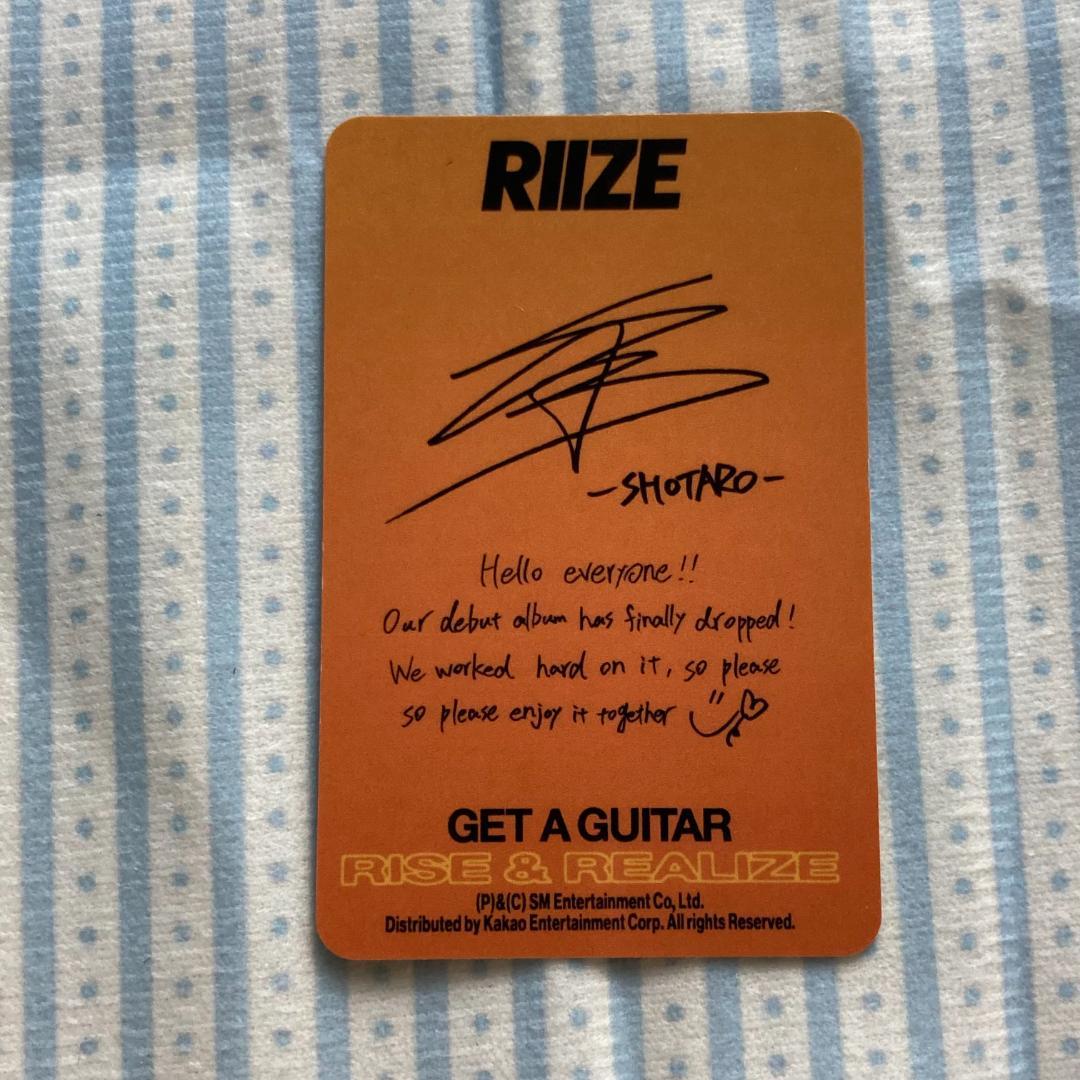 RIIZE
-SHOTARO-
Hello everyone!!
Our debut album has finally dropped!
We worked hard on it, so please
so please enjoy it together
GET A GUITAR
RISE & REALIZE
(P)&(C) SM Entertainment Co., Ltd.
Distributed by Kakao Entertainment Corp. All rights Reserved.